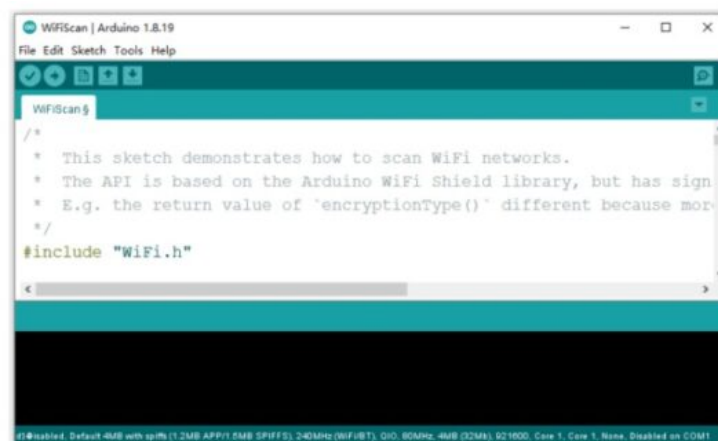 WiFiScan | Arduino 1.8.19
File Edit Sketch Tools Help
WiFiScan §
/*
 *  This sketch demonstrates how to scan WiFi networks.
 *  The API is based on the Arduino WiFi Shield library, but has sign
 *  E.g. the return value of `encryptionType()` different because mor
 */
#include "WiFi.h"
isabled, Default 4MB with spiffs (1.2MB APP/1.5MB SPIFFS), 240MHz (WiFi/BT), QIO, 80MHz, 4MB (32Mb), 921600, Core 1, Core 1, None, Disabled on COM1